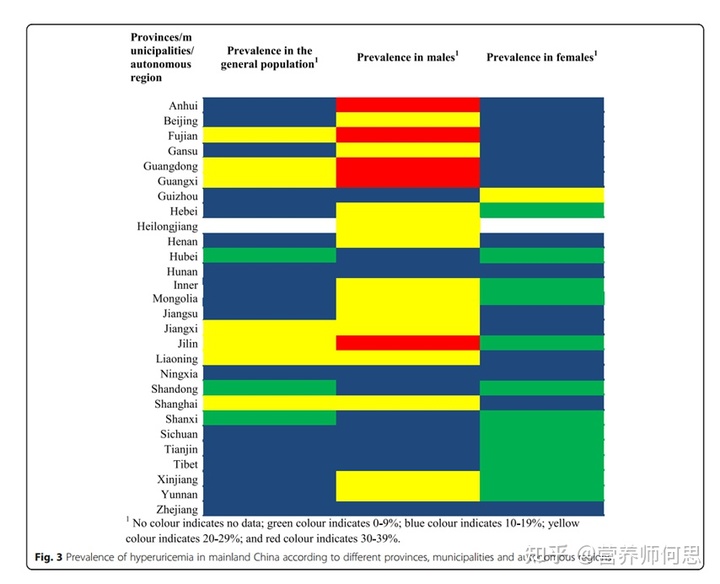 Provinces/m
unicipalities/
autonomous
region
Prevalence in the
general population¹
Prevalence in males¹
Prevalence in females¹
Anhui
Beijing
Fujian
Gansu
Guangdong
Guangxi
Guizhou
Hebei
Heilongjiang
Henan
Hubei
Hunan
Inner
Mongolia
Jiangsu
Jiangxi
Jilin
Liaoning
Ningxia
Shandong
Shanghai
Shanxi
Sichuan
Tianjin
Tibet
Xinjiang
Yunnan
Zhejiang
¹ No colour indicates no data; green colour indicates 0-9%; blue colour indicates 10-19%; yellow
colour indicates 20-29%; and red colour indicates 30-39%.
Fig. 3 Prevalence of hyperuricemia in mainland China according to different provinces, municipalities and autonomous regions
知乎 @营养师何思